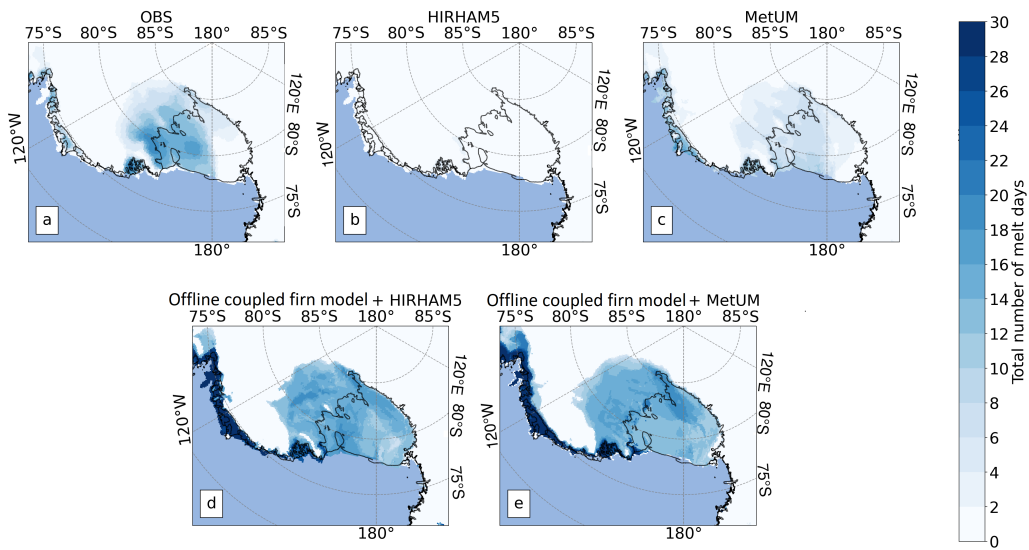 OBS
75°S 80°S 85°S 180°
120°E
80°S
75°S
120°W
180°
a
HIRHAM5
75°S 80°S 85°S 180°
120°E
80°S
75°S
120°W
180°
b
MetUM
75°S 80°S 85°S 180°
120°E
80°S
75°S
120°W
180°
c
Offline coupled firn model + HIRHAM5
75°S 80°S 85°S 180° 85°S
120°E
80°S
75°S
120°W
180°
d
Offline coupled firn model + MetUM
75°S 80°S 85°S 180° 85°S
120°E
80°S
75°S
120°W
180°
e
30
28
26
24
22
20
18
16
14
12
10
8
6
4
2
0
Total number of melt days